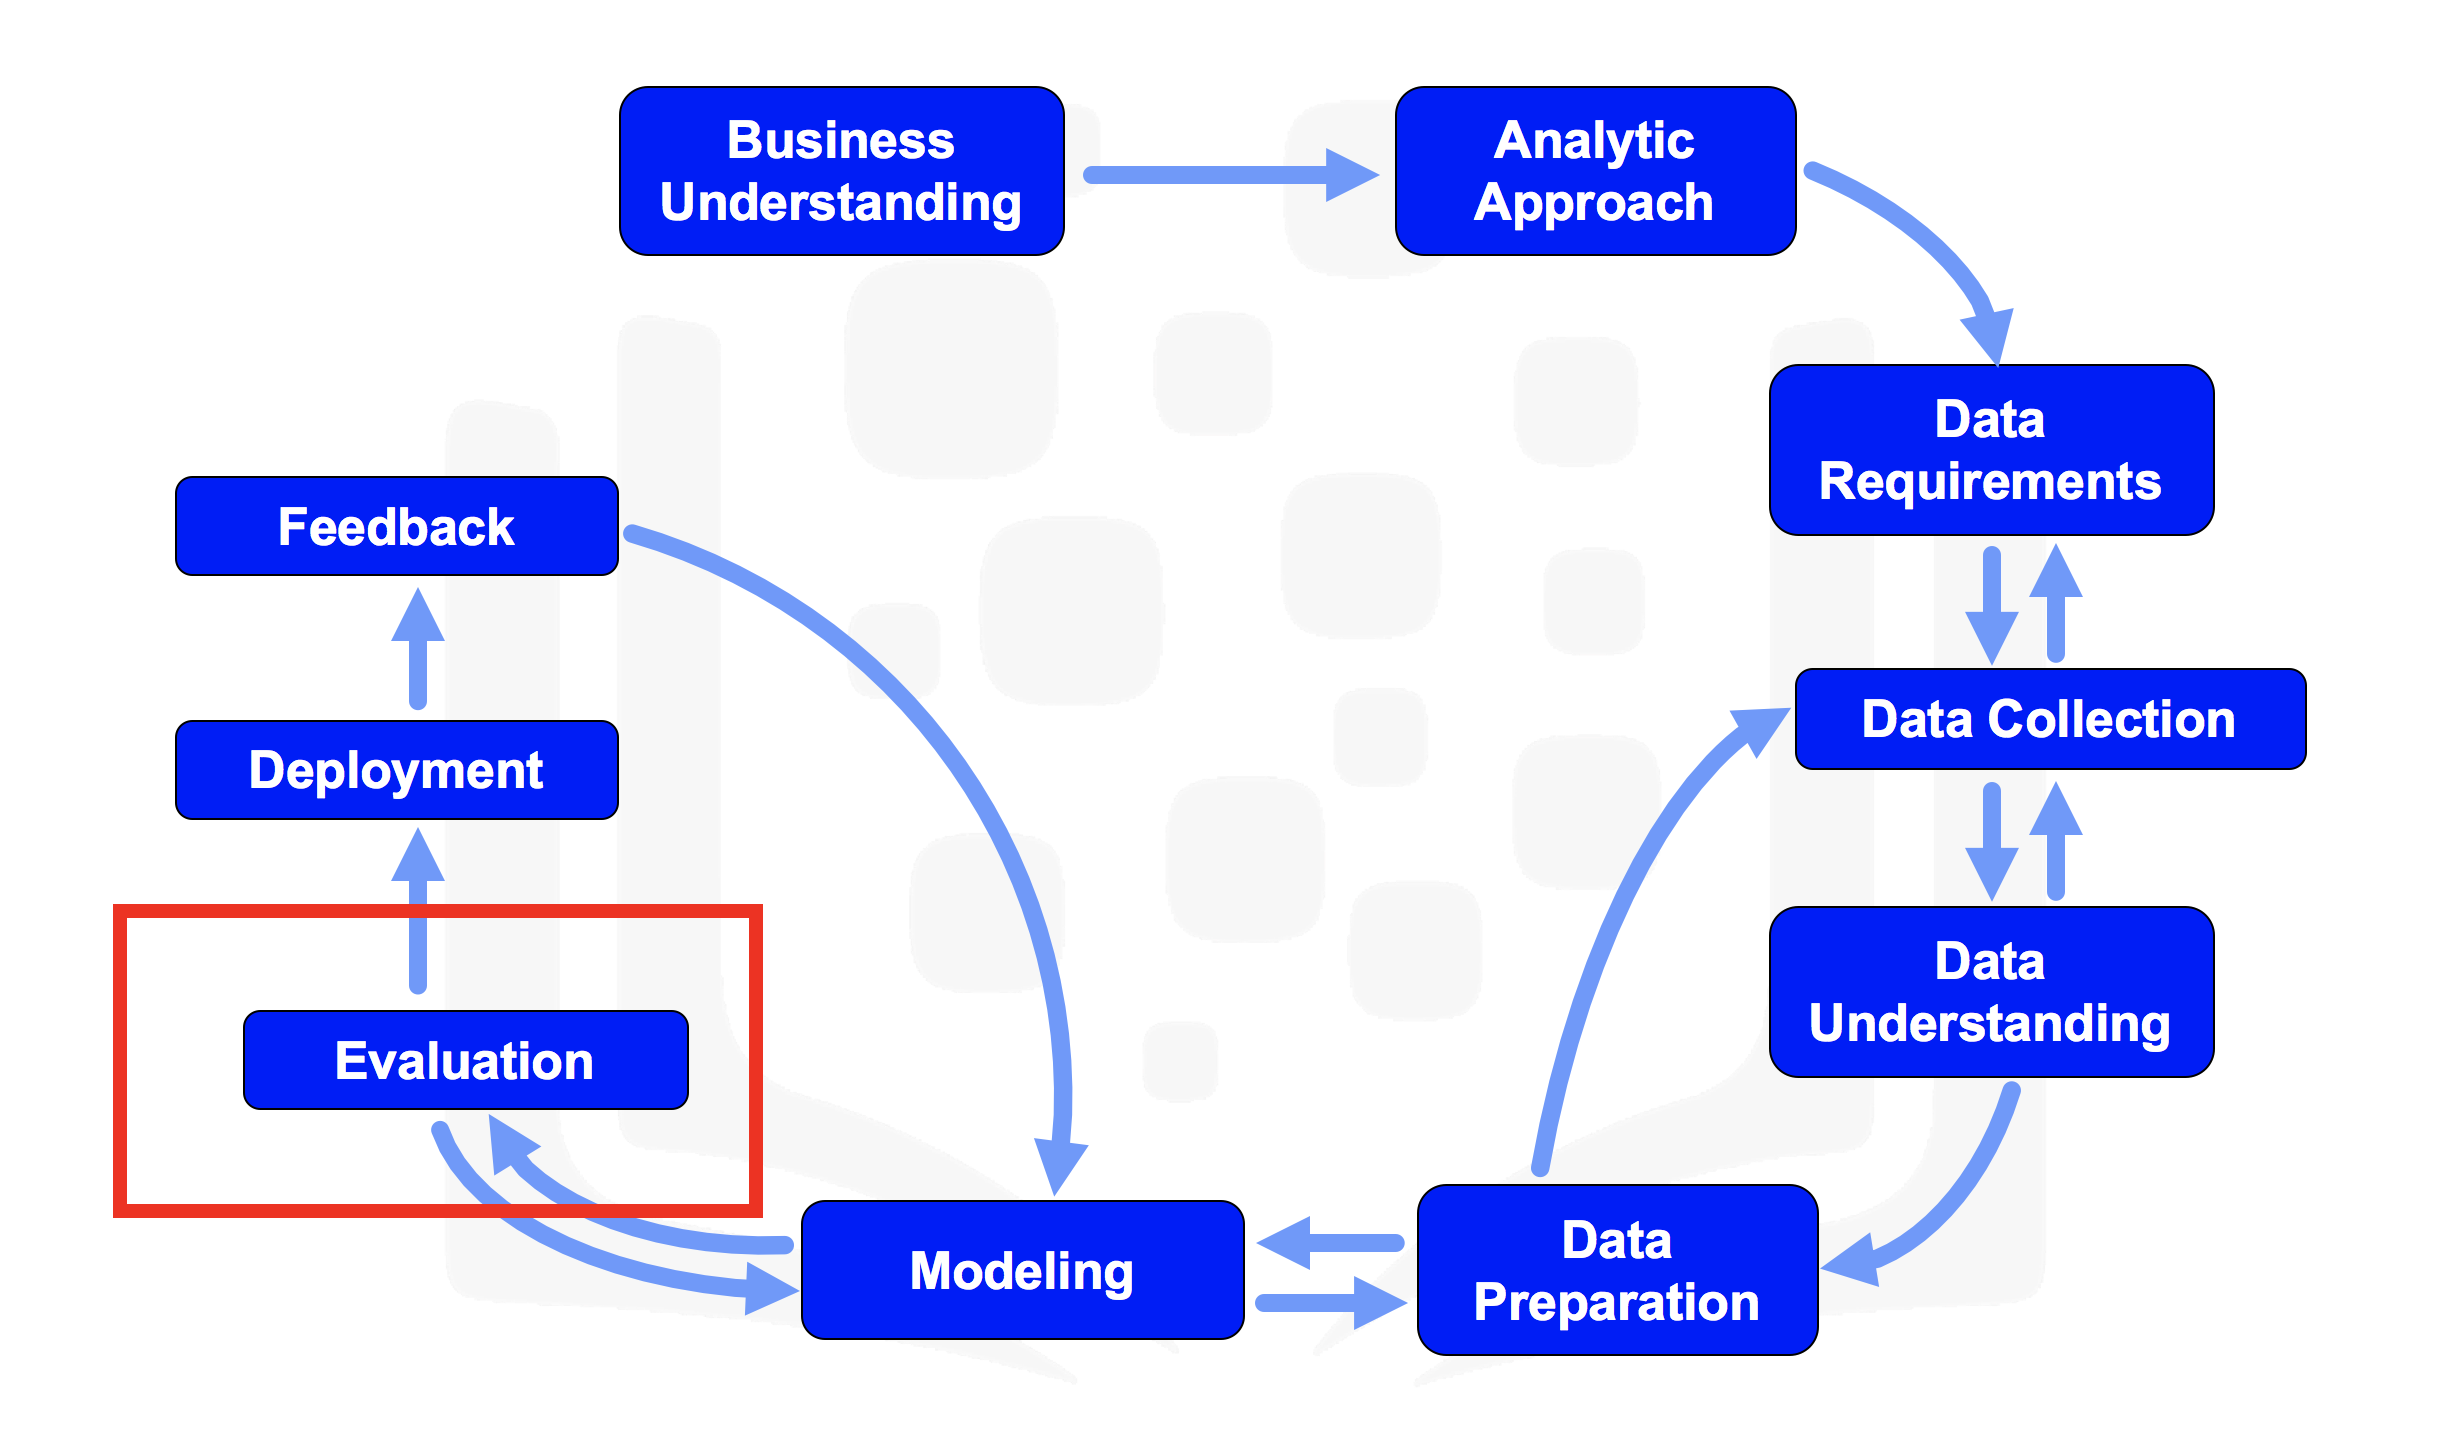 Business
Understanding
Analytic
Approach
Data
Requirements
Feedback
Data Collection
Deployment
Data
Understanding
Evaluation
Modeling
Data
Preparation